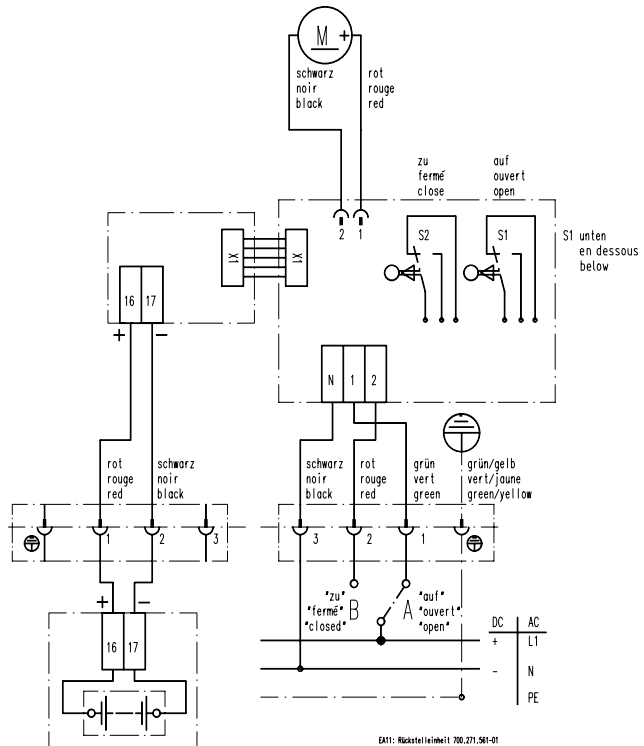 M +
schwarz
noir
black
rot
rouge
red
zu
fermé
close
auf
ouvert
open
2 1
S2
S1
S1 unten
en dessous
below
X1
X1
16 17
+ −
N 1 2
rot
rouge
red
schwarz
noir
black
schwarz
noir
black
rot
rouge
red
grün
vert
green
grün/gelb
vert/jaune
green/yellow
1 2 3
3 2 1
"zu"
"fermé"
"closed"
B
A
"auf"
"ouvert"
"open"
+ −
16 17
DC AC
+ L1
- N
PE
EA11: Rückstelleinheit 700.271.561-01